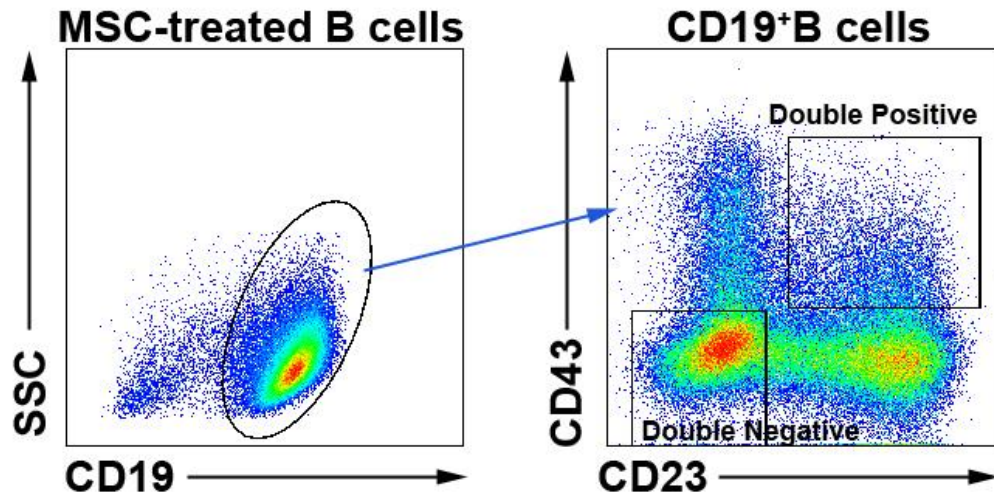 MSC-treated B cells
SSC
CD19
CD19⁺B cells
Double Positive
CD43
Double Negative
CD23